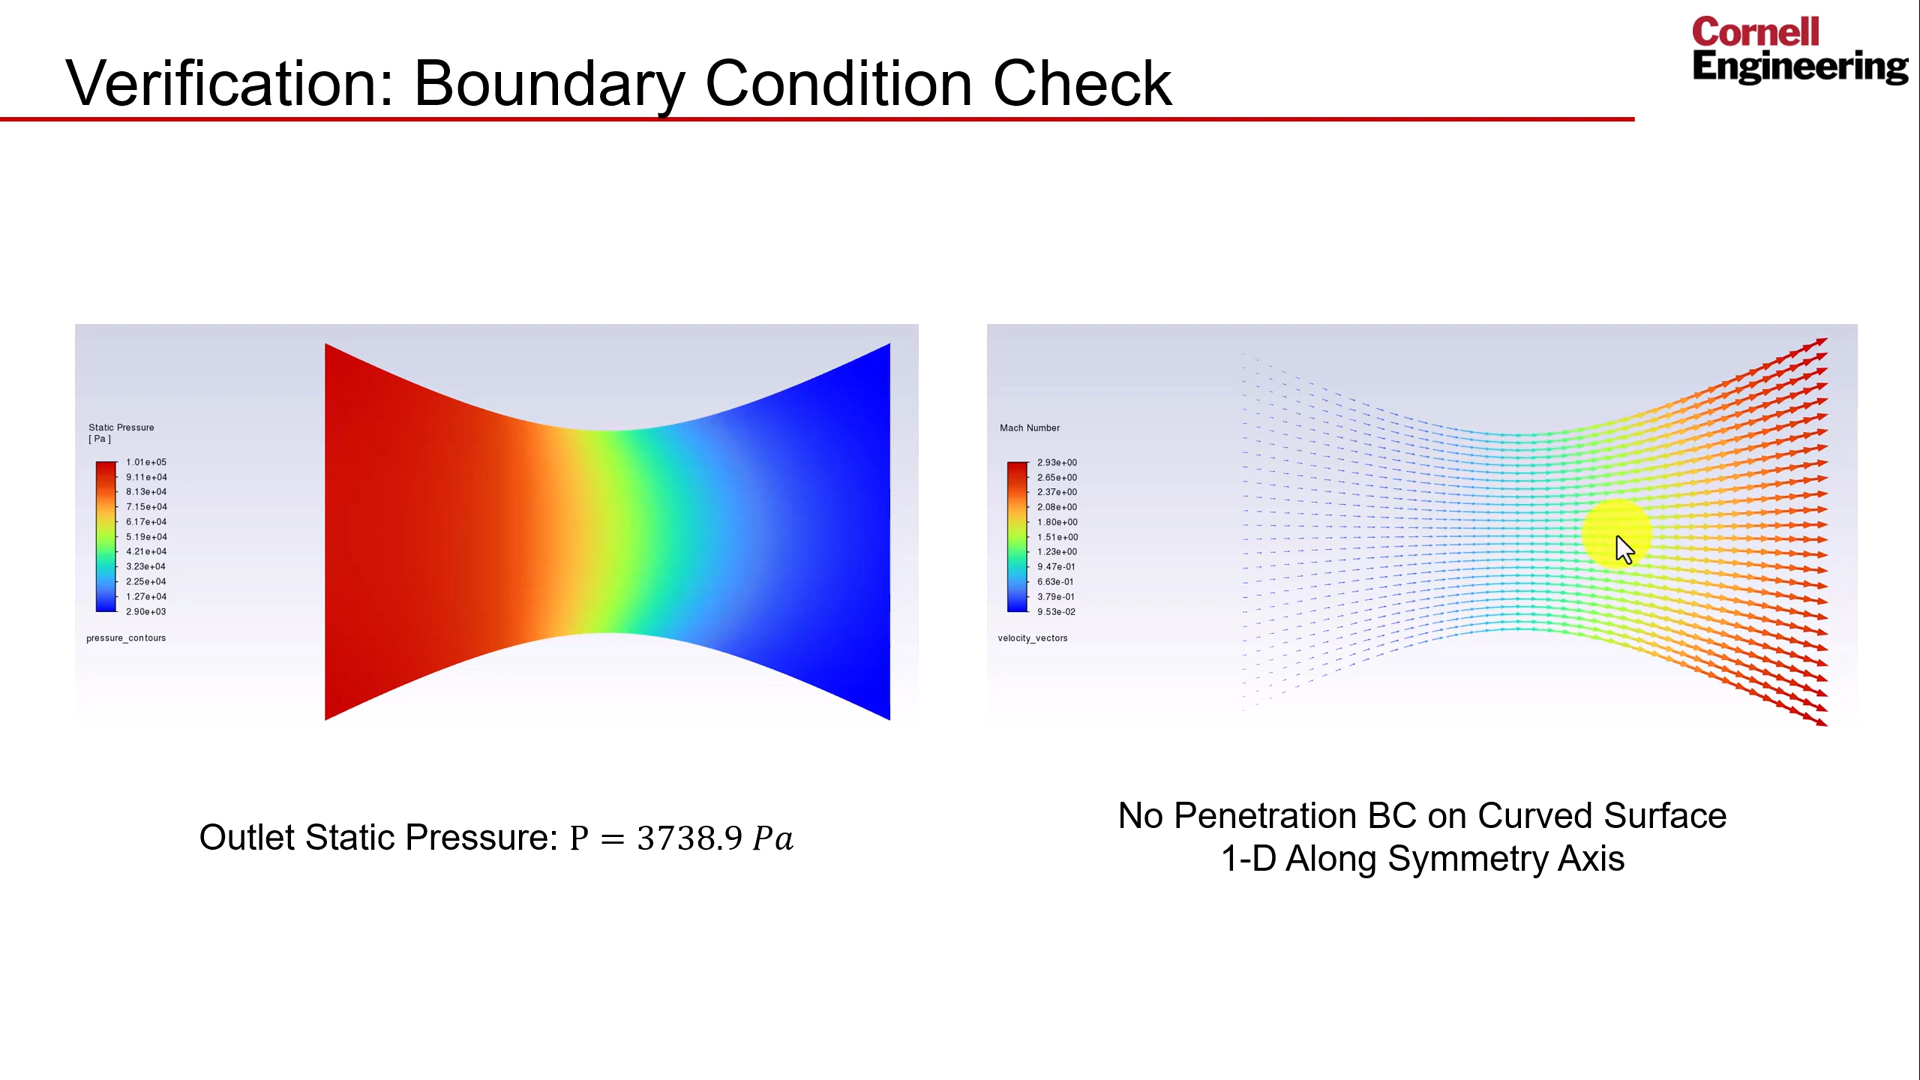 Cornell
Engineering
Verification: Boundary Condition Check
Static Pressure
[ Pa ]
1.01e+05
9.11e+04
8.13e+04
7.15e+04
6.17e+04
5.19e+04
4.21e+04
3.23e+04
2.25e+04
1.27e+04
2.90e+03
pressure_contours
Mach Number
2.93e+00
2.65e+00
2.37e+00
2.08e+00
1.80e+00
1.51e+00
1.23e+00
9.47e-01
6.63e-01
3.79e-01
9.53e-02
velocity_vectors
Outlet Static Pressure: P = 3738.9 Pa
No Penetration BC on Curved Surface
1-D Along Symmetry Axis